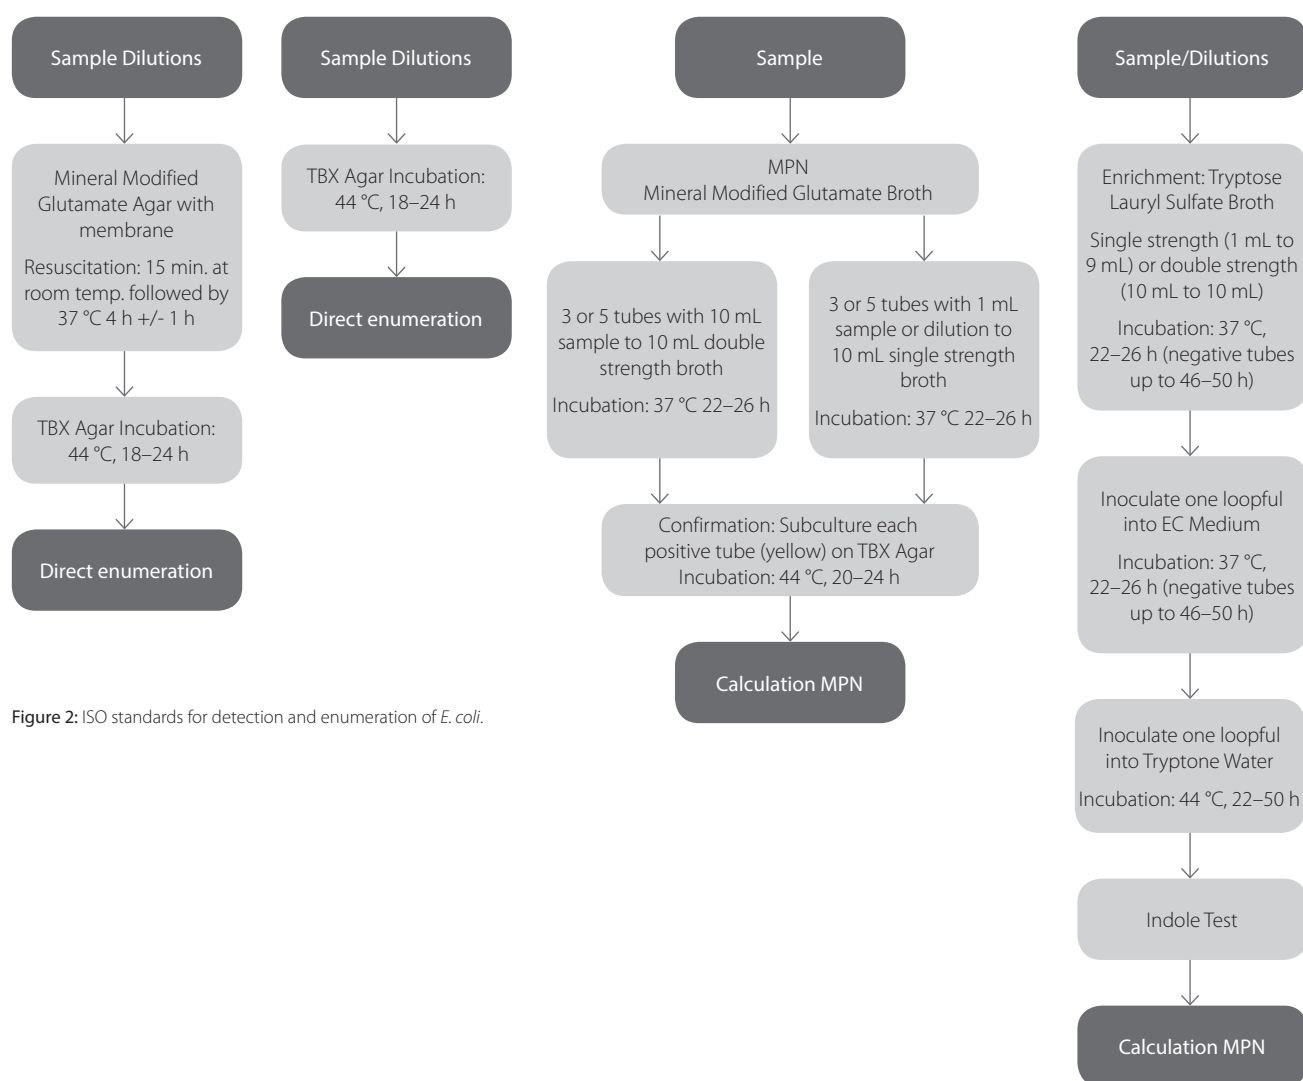 Sample Dilutions
Mineral Modified
Glutamate Agar with
membrane
Resuscitation: 15 min. at
room temp. followed by
37 °C 4 h +/- 1 h
TBX Agar Incubation:
44 °C, 18–24 h
Direct enumeration
Sample Dilutions
TBX Agar Incubation:
44 °C, 18–24 h
Direct enumeration
Sample
MPN
Mineral Modified Glutamate Broth
3 or 5 tubes with 10 mL
sample to 10 mL double
strength broth
Incubation: 37 °C 22–26 h
3 or 5 tubes with 1 mL
sample or dilution to
10 mL single strength
broth
Incubation: 37 °C 22–26 h
Confirmation: Subculture each
positive tube (yellow) on TBX Agar
Incubation: 44 °C, 20–24 h
Calculation MPN
Sample/Dilutions
Enrichment: Tryptose
Lauryl Sulfate Broth
Single strength (1 mL to
9 mL) or double strength
(10 mL to 10 mL)
Incubation: 37 °C,
22–26 h (negative tubes
up to 46–50 h)
Inoculate one loopful
into EC Medium
Incubation: 37 °C,
22–26 h (negative tubes
up to 46–50 h)
Inoculate one loopful
into Tryptone Water
Incubation: 44 °C, 22–50 h
Indole Test
Calculation MPN
Figure 2: ISO standards for detection and enumeration of E. coli.